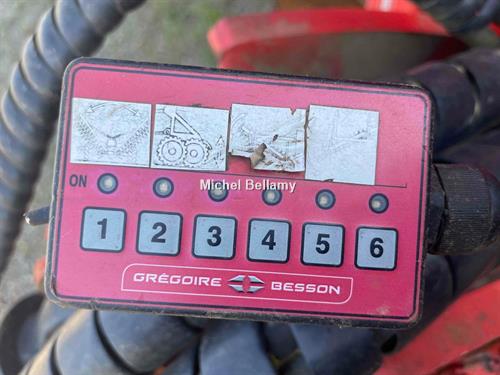 ON
Michel Bellamy
1 2 3 4 5 6
GRÉGOIRE BESSON